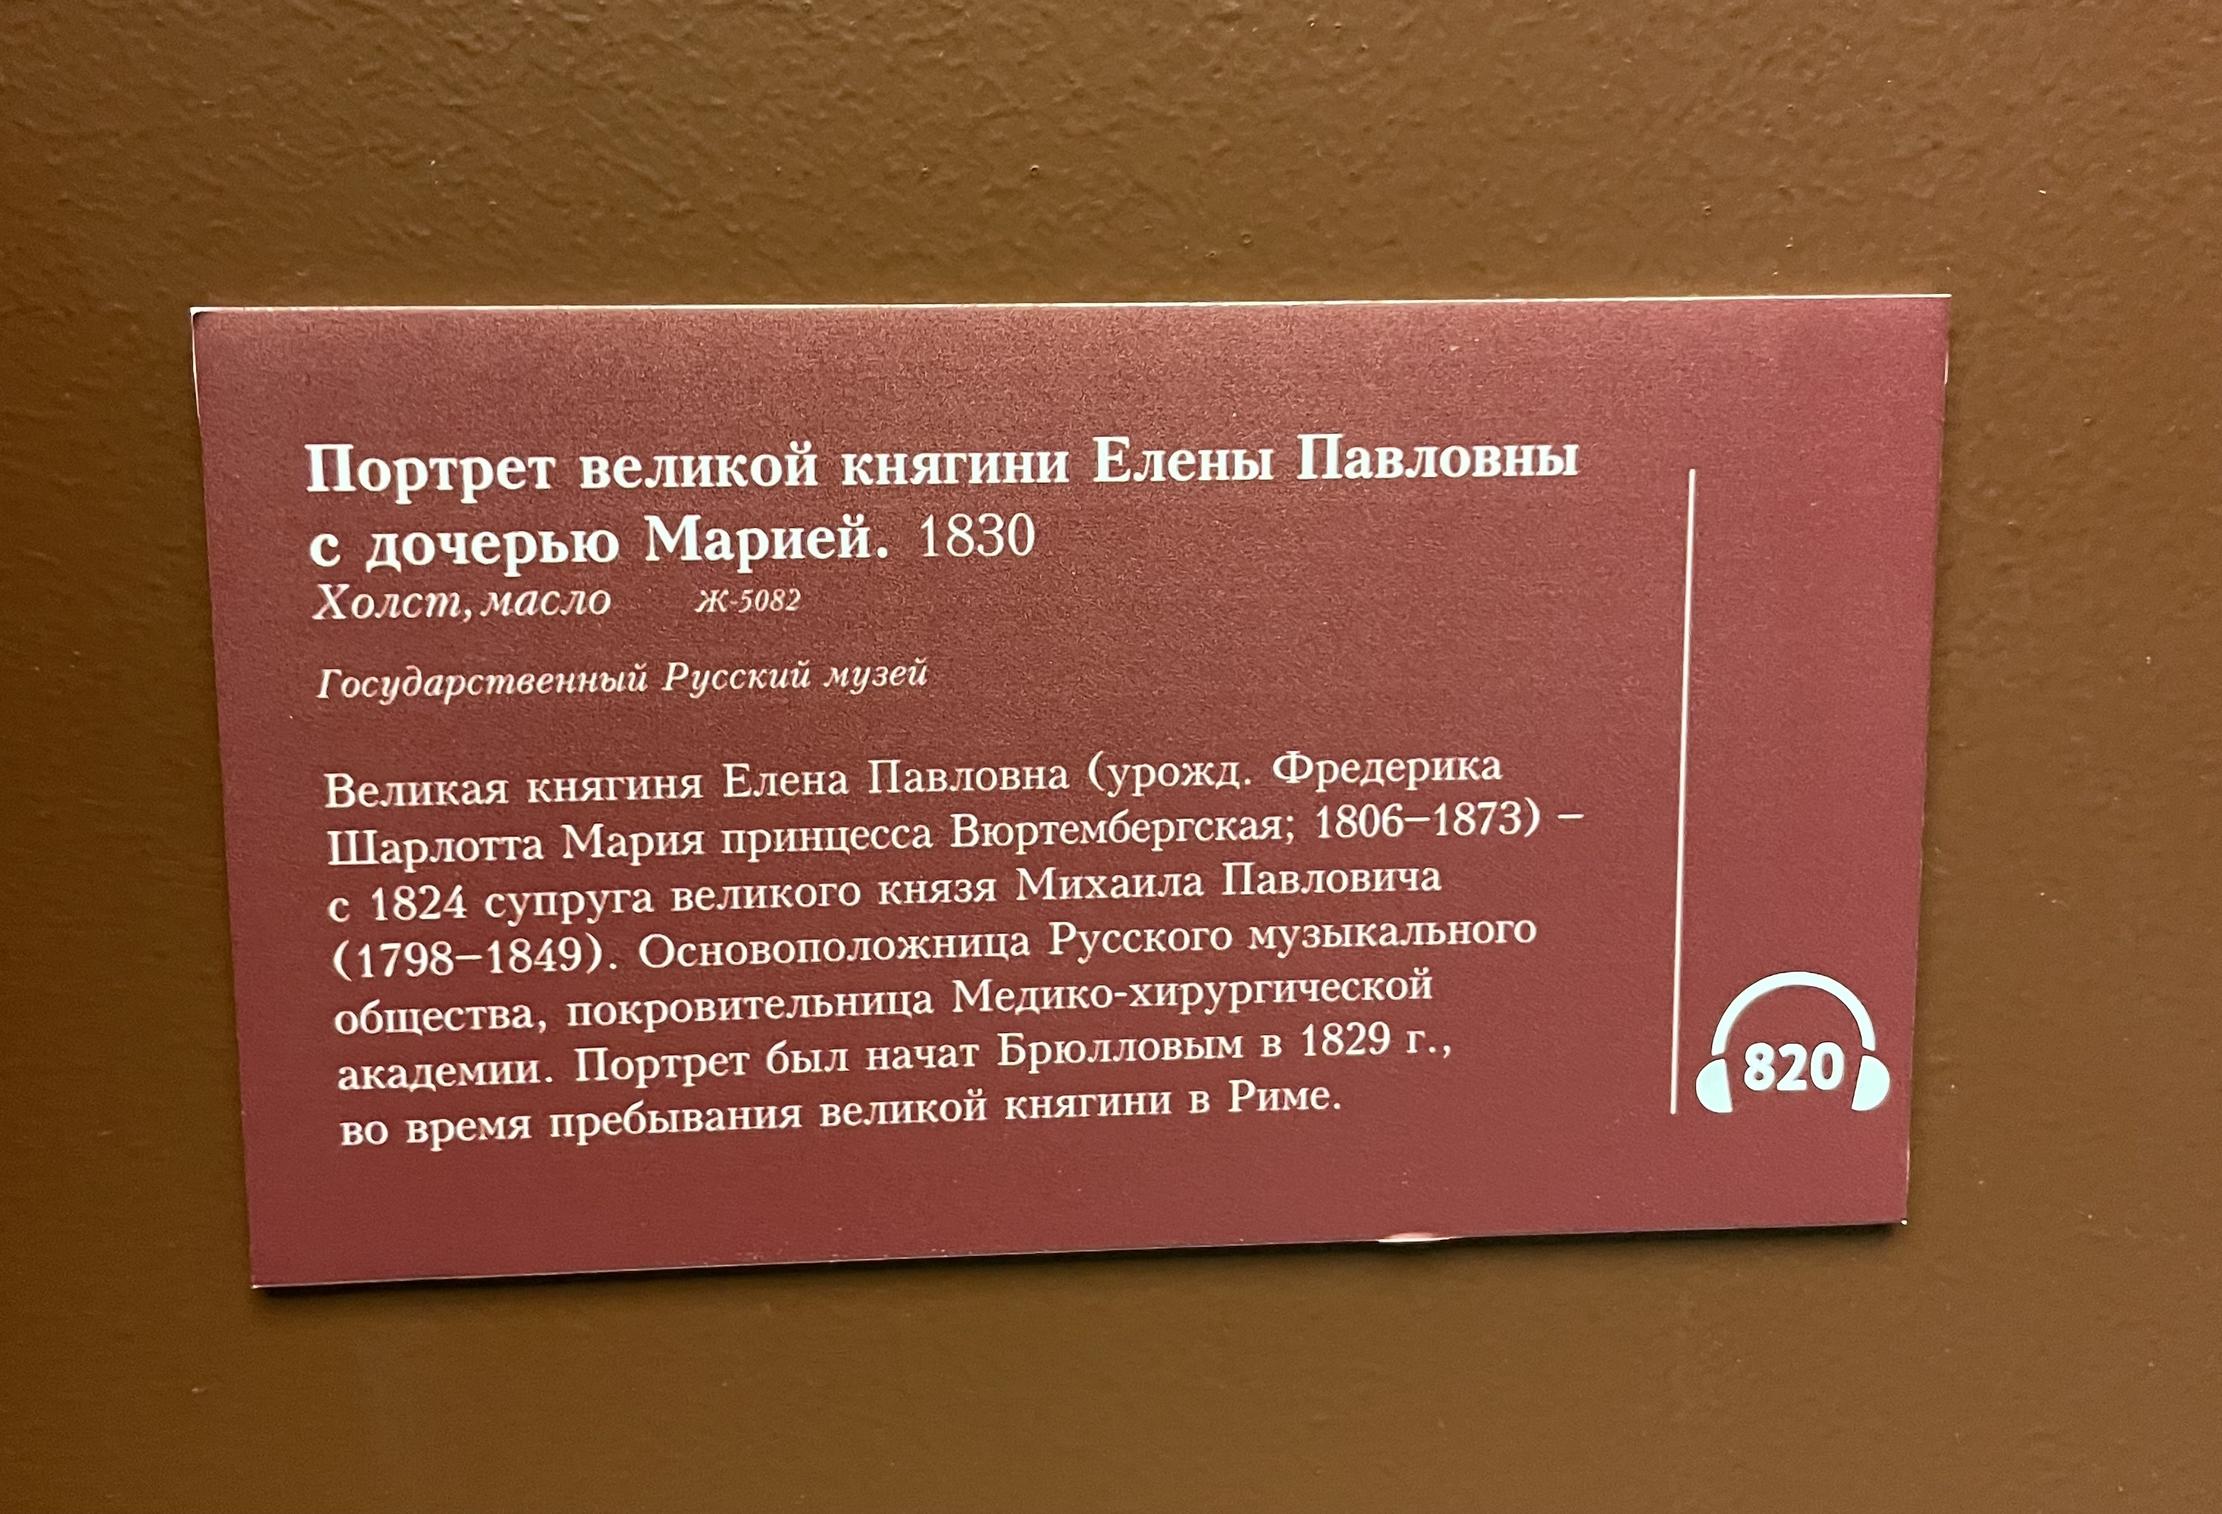 Портрет великой княгини Елены Павловны
с дочерью Марией. 1830
Холст, масло Ж-5082
Государственный Русский музей
Великая княгиня Елена Павловна (урожд. Фредерика
Шарлотта Мария принцесса Вюртембергская; 1806–1873) –
с 1824 супруга великого князя Михаила Павловича
(1798–1849). Основоположница Русского музыкального
общества, покровительница Медико-хирургической
академии. Портрет был начат Брюлловым в 1829 г.,
во время пребывания великой княгини в Риме.
820